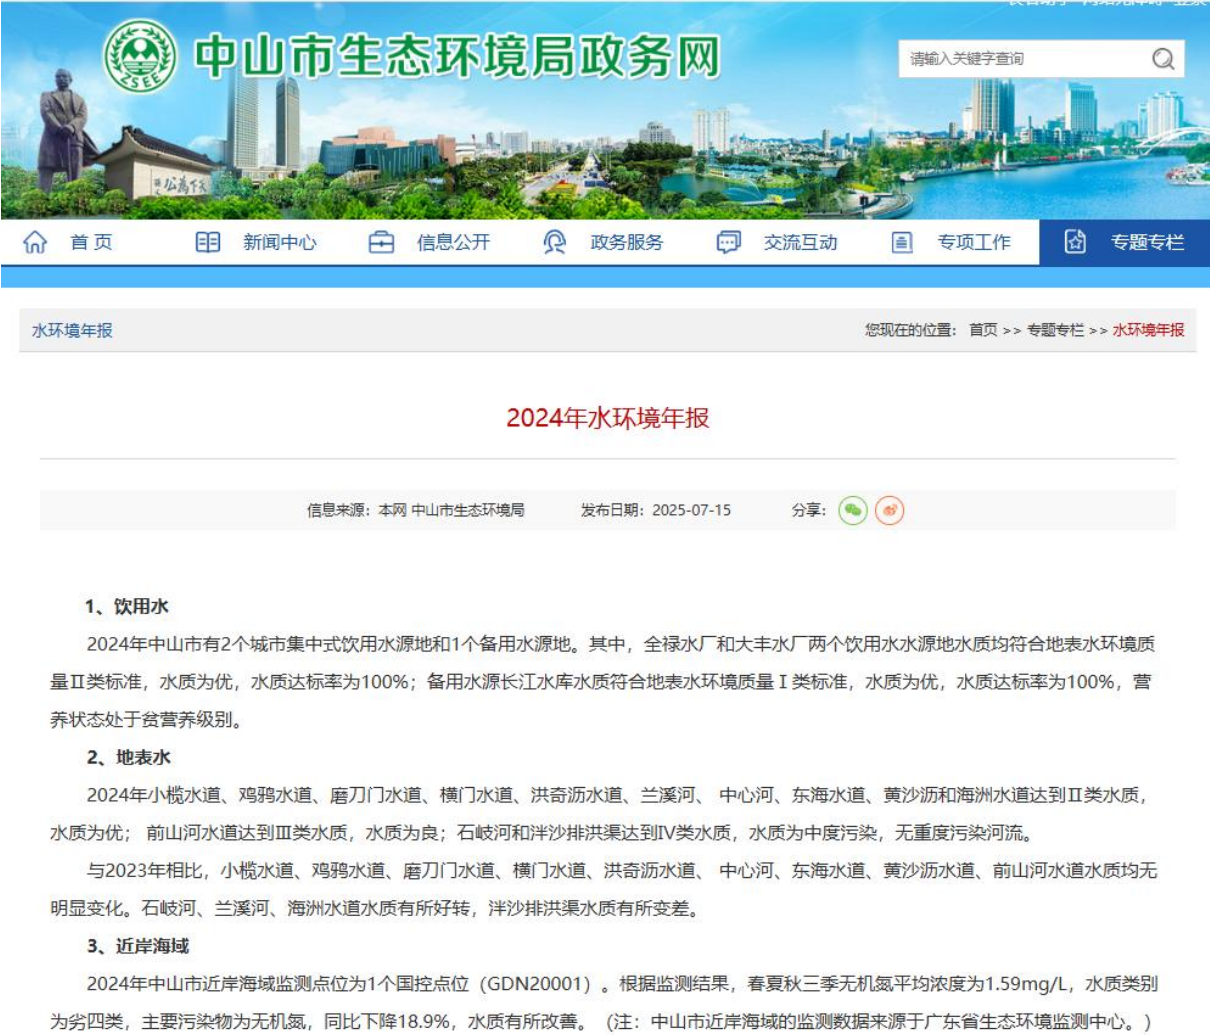 中山市生态环境局政务网
ZSEE
请输入关键字查询
天下為公
首页 新闻中心 信息公开 政务服务 交流互动 专项工作 专题专栏
水环境年报
您现在的位置： 首页 >> 专题专栏 >> 水环境年报
2024年水环境年报
信息来源：本网 中山市生态环境局 发布日期：2025-07-15 分享：
1、饮用水
2024年中山市有2个城市集中式饮用水源地和1个备用水源地。其中，全禄水厂和大丰水厂两个饮用水水源地水质均符合地表水环境质
量Ⅱ类标准，水质为优，水质达标率为100%；备用水源长江水库水质符合地表水环境质量Ⅰ类标准，水质为优，水质达标率为100%，营
养状态处于贫营养级别。
2、地表水
2024年小榄水道、鸡鸦水道、磨刀门水道、横门水道、洪奇沥水道、兰溪河、 中心河、东海水道、黄沙沥和海洲水道达到Ⅱ类水质，
水质为优； 前山河水道达到Ⅲ类水质，水质为良；石岐河和泮沙排洪渠达到Ⅳ类水质，水质为中度污染，无重度污染河流。
与2023年相比，小榄水道、鸡鸦水道、磨刀门水道、横门水道、洪奇沥水道、 中心河、东海水道、黄沙沥水道、前山河水道水质均无
明显变化。石岐河、兰溪河、海洲水道水质有所好转，泮沙排洪渠水质有所变差。
3、近岸海域
2024年中山市近岸海域监测点位为1个国控点位（GDN20001）。根据监测结果，春夏秋三季无机氮平均浓度为1.59mg/L，水质类别
为劣四类，主要污染物为无机氮，同比下降18.9%，水质有所改善。（注：中山市近岸海域的监测数据来源于广东省生态环境监测中心。）